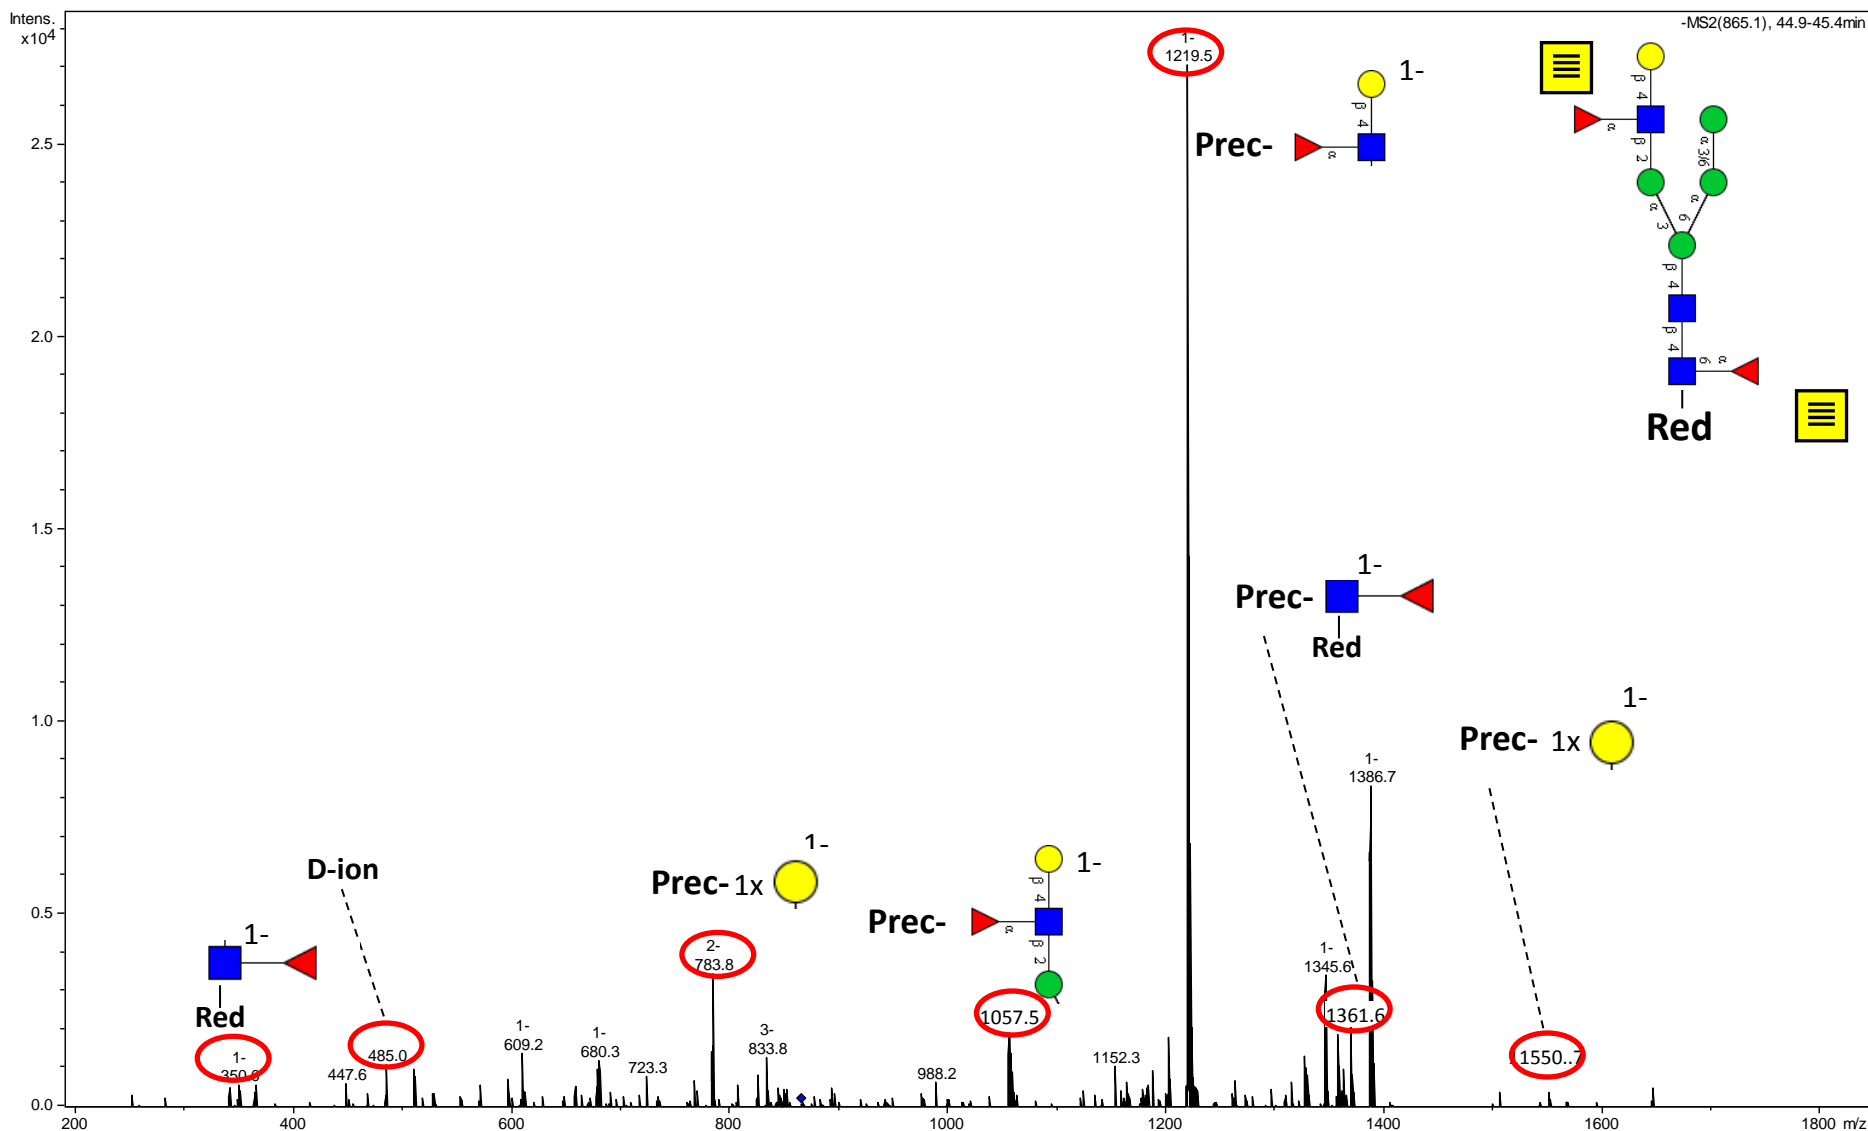 Intens.
x10⁴
-MS2(865.1), 44.9-45.4min
1-
1219.5
1-
β 4
Prec-
α
β 4
α
β 2
α 3/6
α 3
α 6
β 4
β 4
6 α
Red
2.5
2.0
1.5
1-
Prec-
Red
1-
Prec- 1x
1.0
1-
1386.7
1-
Prec- 1x
D-ion
β 4
1-
Prec-
α
β 2
0.5
1-
Red
2-
783.8
1-
1345.6
1057.5
1361.6
1-
609.2
1-
680.3
3-
833.8
485.0
1550..7
1-
350.0
447.6
723.3
988.2
1152.3
0.0
200 400 600 800 1000 1200 1400 1600 1800 m/z